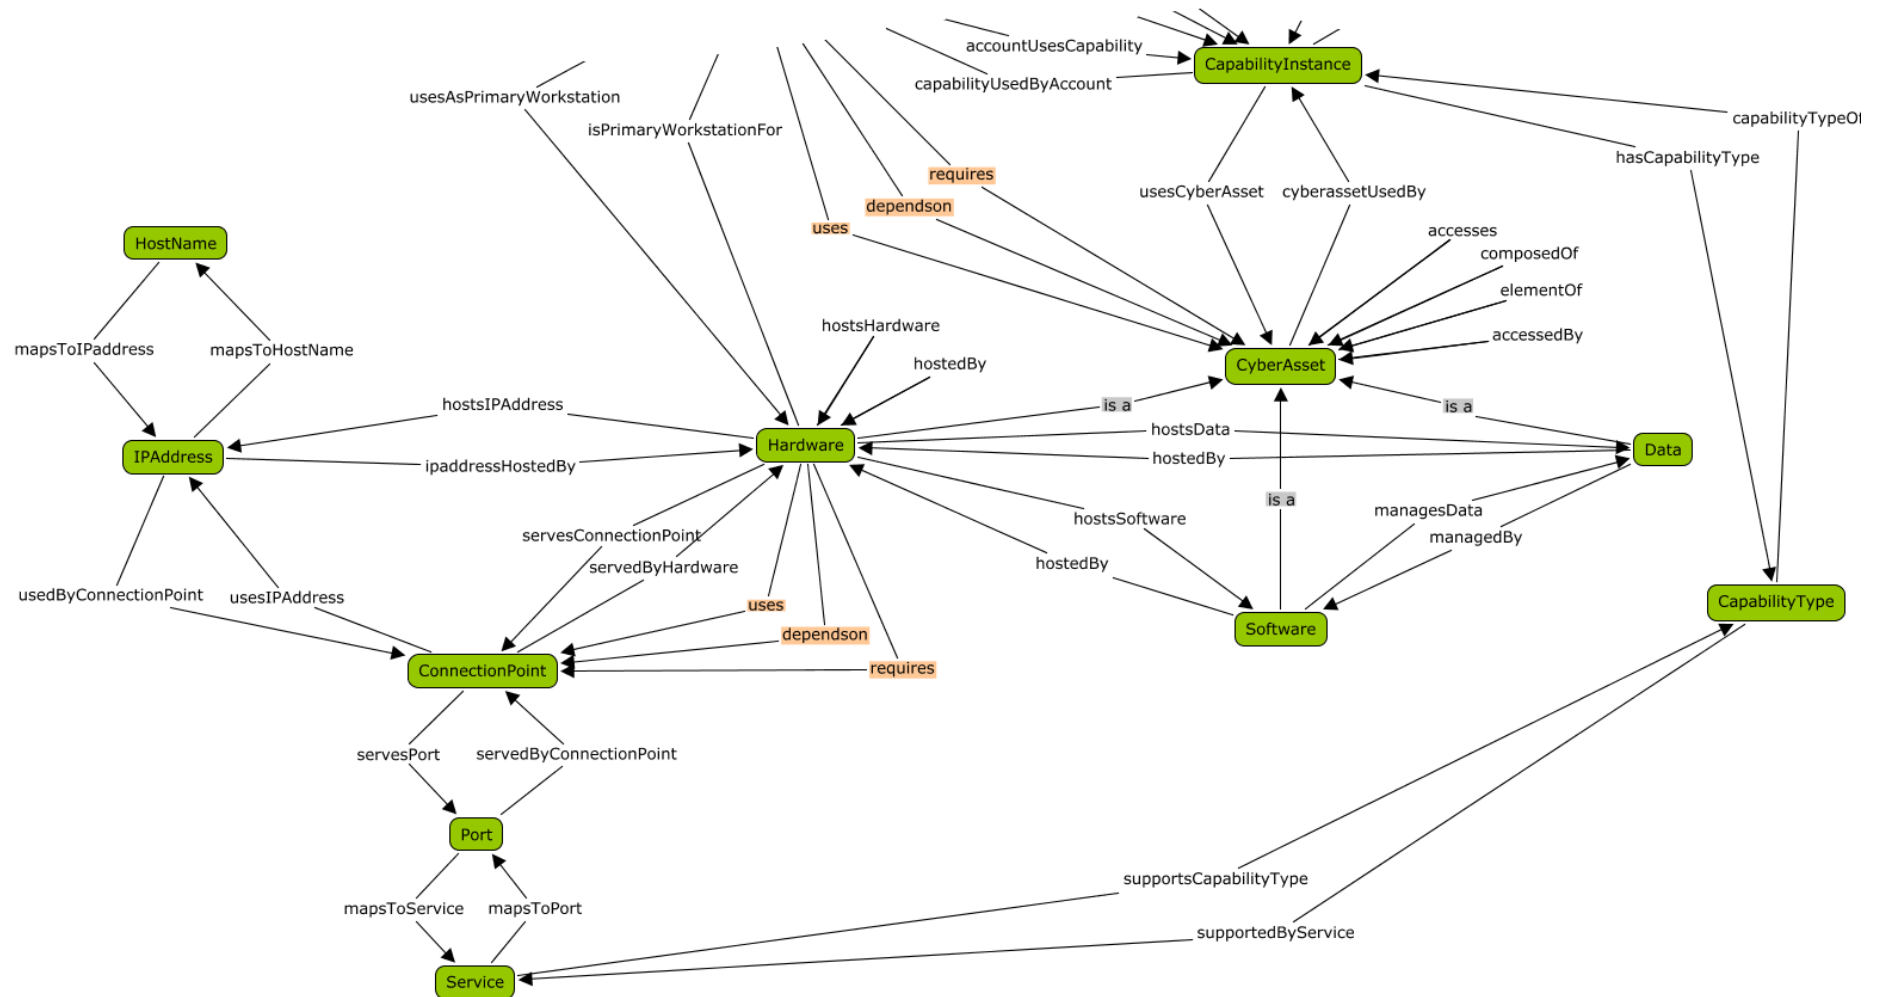 accountUsesCapability
CapabilityInstance
capabilityUsedByAccount
usesAsPrimaryWorkstation
isPrimaryWorkstationFor
capabilityTypeOf
hasCapabilityType
requires
usesCyberAsset
cyberassetUsedBy
dependson
uses
accesses
HostName
composedOf
elementOf
hostsHardware
accessedBy
mapsToIPaddress
mapsToHostName
hostedBy
CyberAsset
hostsIPAddress
is a
is a
hostsData
Hardware
Data
IPAddress
ipaddressHostedBy
hostedBy
is a
managesData
hostsSoftware
servesConnectionPoint
managedBy
hostedBy
servedByHardware
usedByConnectionPoint
usesIPAddress
uses
CapabilityType
Software
dependson
ConnectionPoint
requires
servesPort
servedByConnectionPoint
Port
supportsCapabilityType
mapsToService
mapsToPort
supportedByService
Service